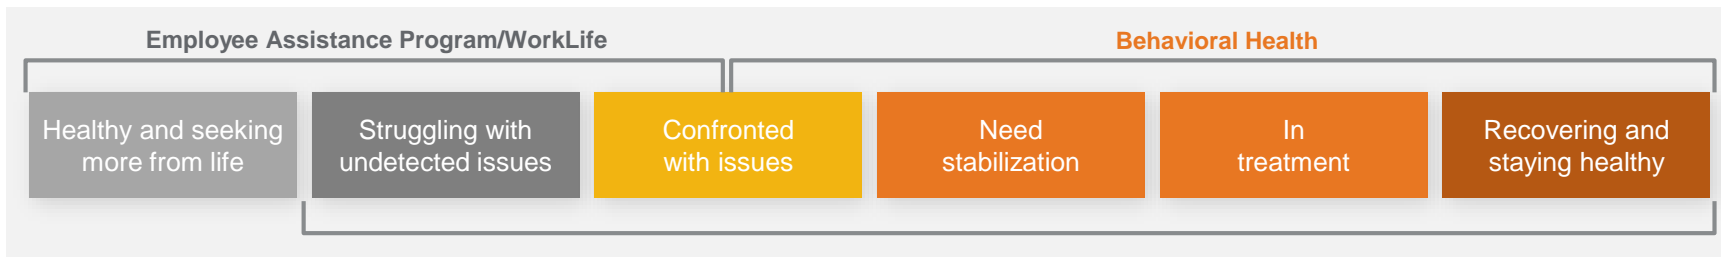 Employee Assistance Program/WorkLife
Behavioral Health
Healthy and seeking
more from life
Struggling with
undetected issues
Confronted
with issues
Need
stabilization
In
treatment
Recovering and
staying healthy